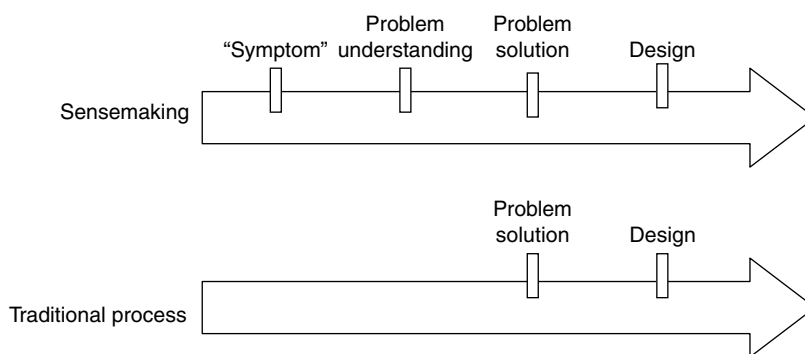 “Symptom”
Problem
understanding
Problem
solution
Design
Sensemaking
Problem
solution
Design
Traditional process